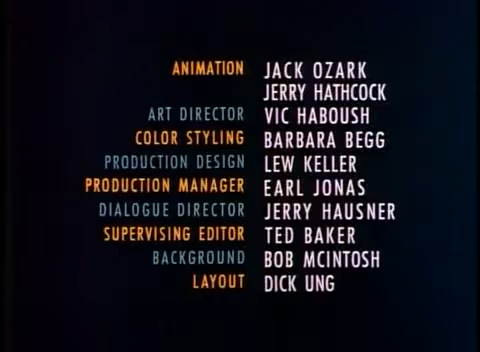 ANIMATION JACK OZARK
JERRY HATHCOCK
ART DIRECTOR VIC HABOUSH
COLOR STYLING BARBARA BEGG
PRODUCTION DESIGN LEW KELLER
PRODUCTION MANAGER EARL JONAS
DIALOGUE DIRECTOR JERRY HAUSNER
SUPERVISING EDITOR TED BAKER
BACKGROUND BOB MCINTOSH
LAYOUT DICK UNG